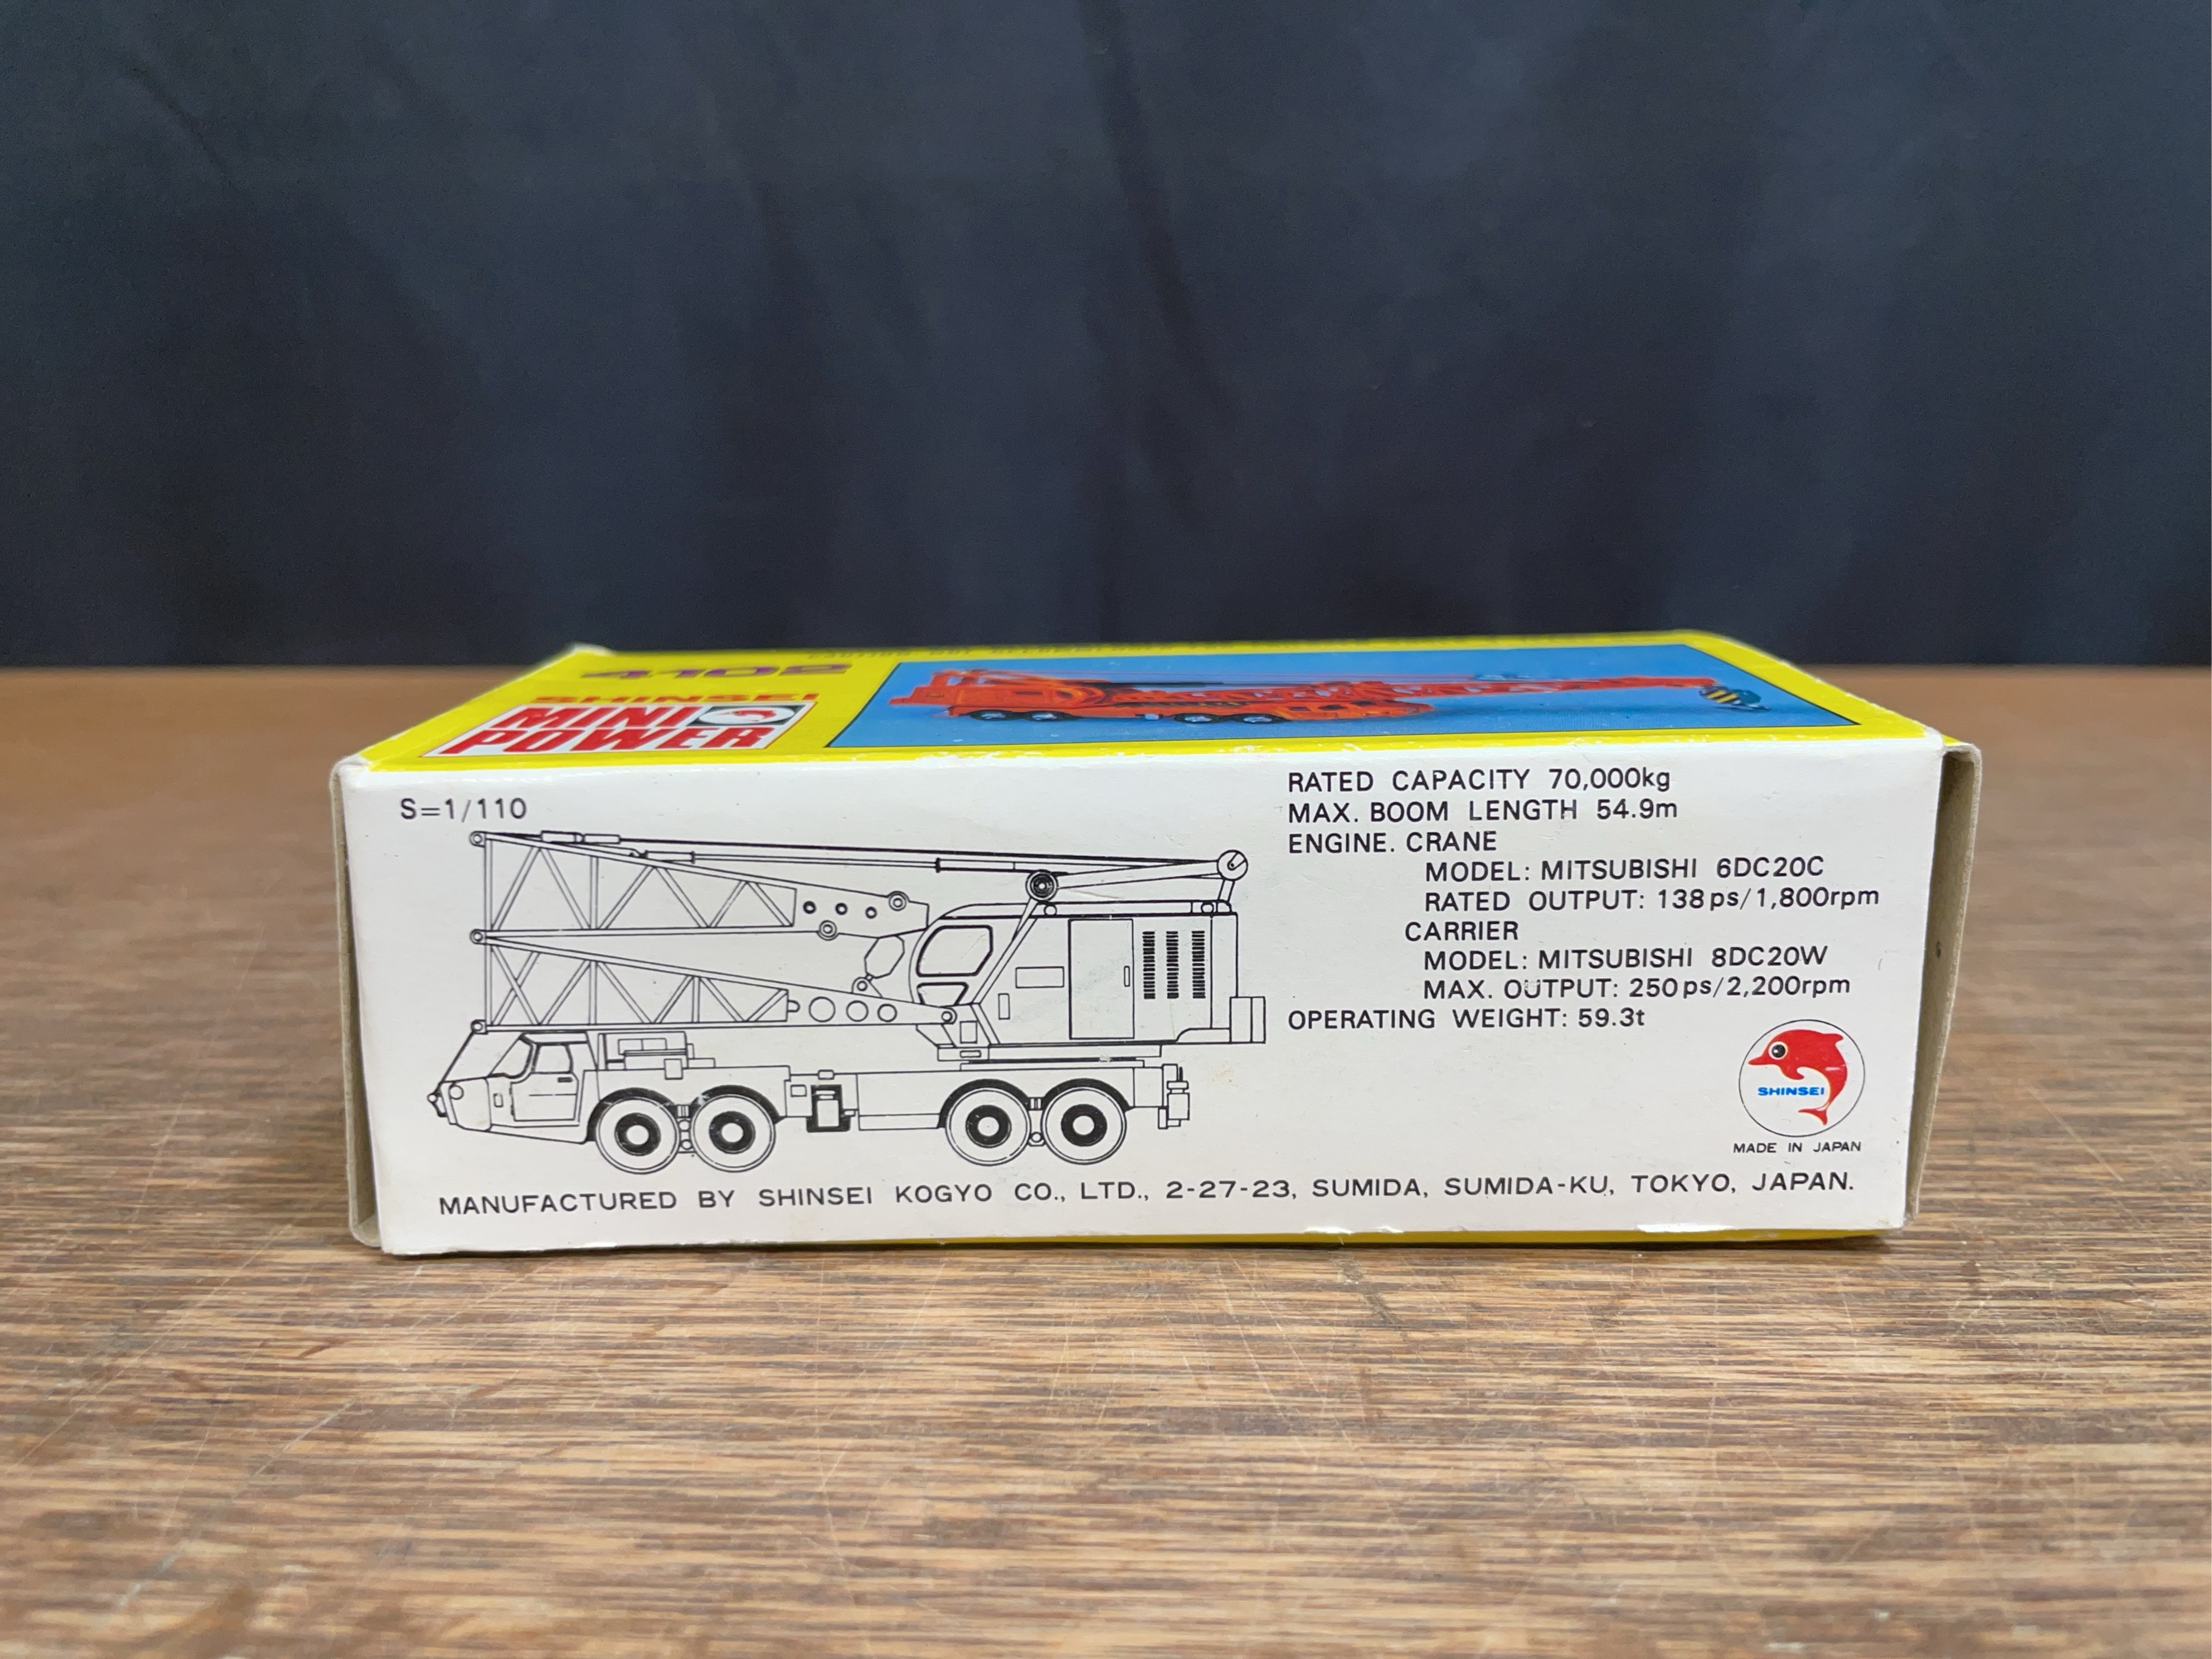 4102
SHINSEI
MINI
POWER
S=1/110
RATED CAPACITY 70,000kg
MAX. BOOM LENGTH 54.9m
ENGINE. CRANE
MODEL: MITSUBISHI 6DC20C
RATED OUTPUT: 138ps/1,800rpm
CARRIER
MODEL: MITSUBISHI 8DC20W
MAX. OUTPUT: 250ps/2,200rpm
OPERATING WEIGHT: 59.3t
SHINSEI
MADE IN JAPAN
MANUFACTURED BY SHINSEI KOGYO CO., LTD., 2-27-23, SUMIDA, SUMIDA-KU, TOKYO, JAPAN.